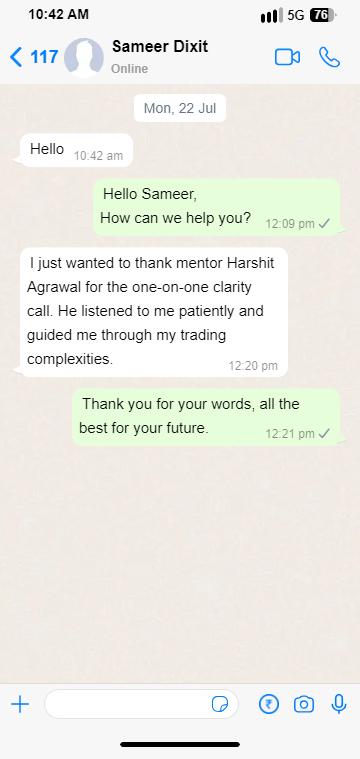 10:42 AM 5G 76
117 Sameer Dixit
Online
Mon, 22 Jul
Hello 10:42 am
Hello Sameer,
How can we help you? 12:09 pm
I just wanted to thank mentor Harshit
Agrawal for the one-on-one clarity
call. He listened to me patiently and
guided me through my trading
complexities.
12:20 pm
Thank you for your words, all the
best for your future. 12:21 pm
₹